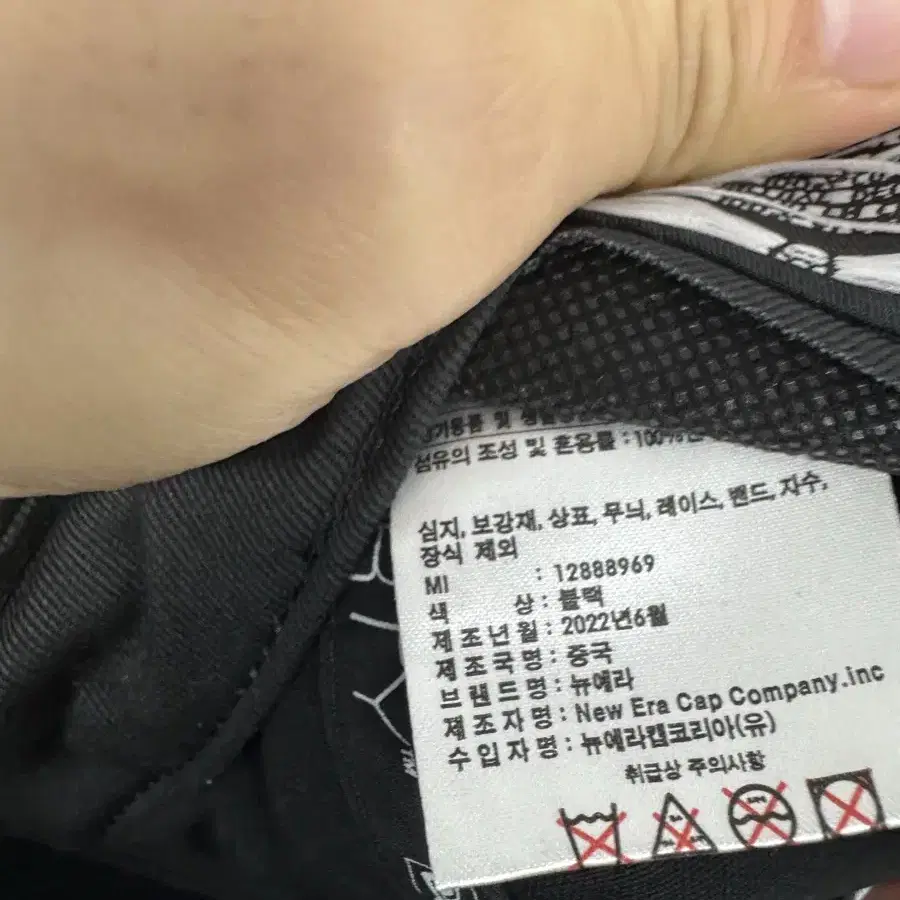 및
섬유의 조성 및 혼용률 : 100%
심지, 보강재, 상표, 무늬, 레이스, 밴드, 자수,
장식 제외
MI : 12888969
색 상 : 블랙
제 조 년 월 : 2022년6월
제 조 국 명 : 중국
브 랜 드 명 : 뉴에라
제 조 자 명 : New Era Cap Company.inc
수 입 자 명 : 뉴에라캡코리아(유)
취급상 주의사항
TM